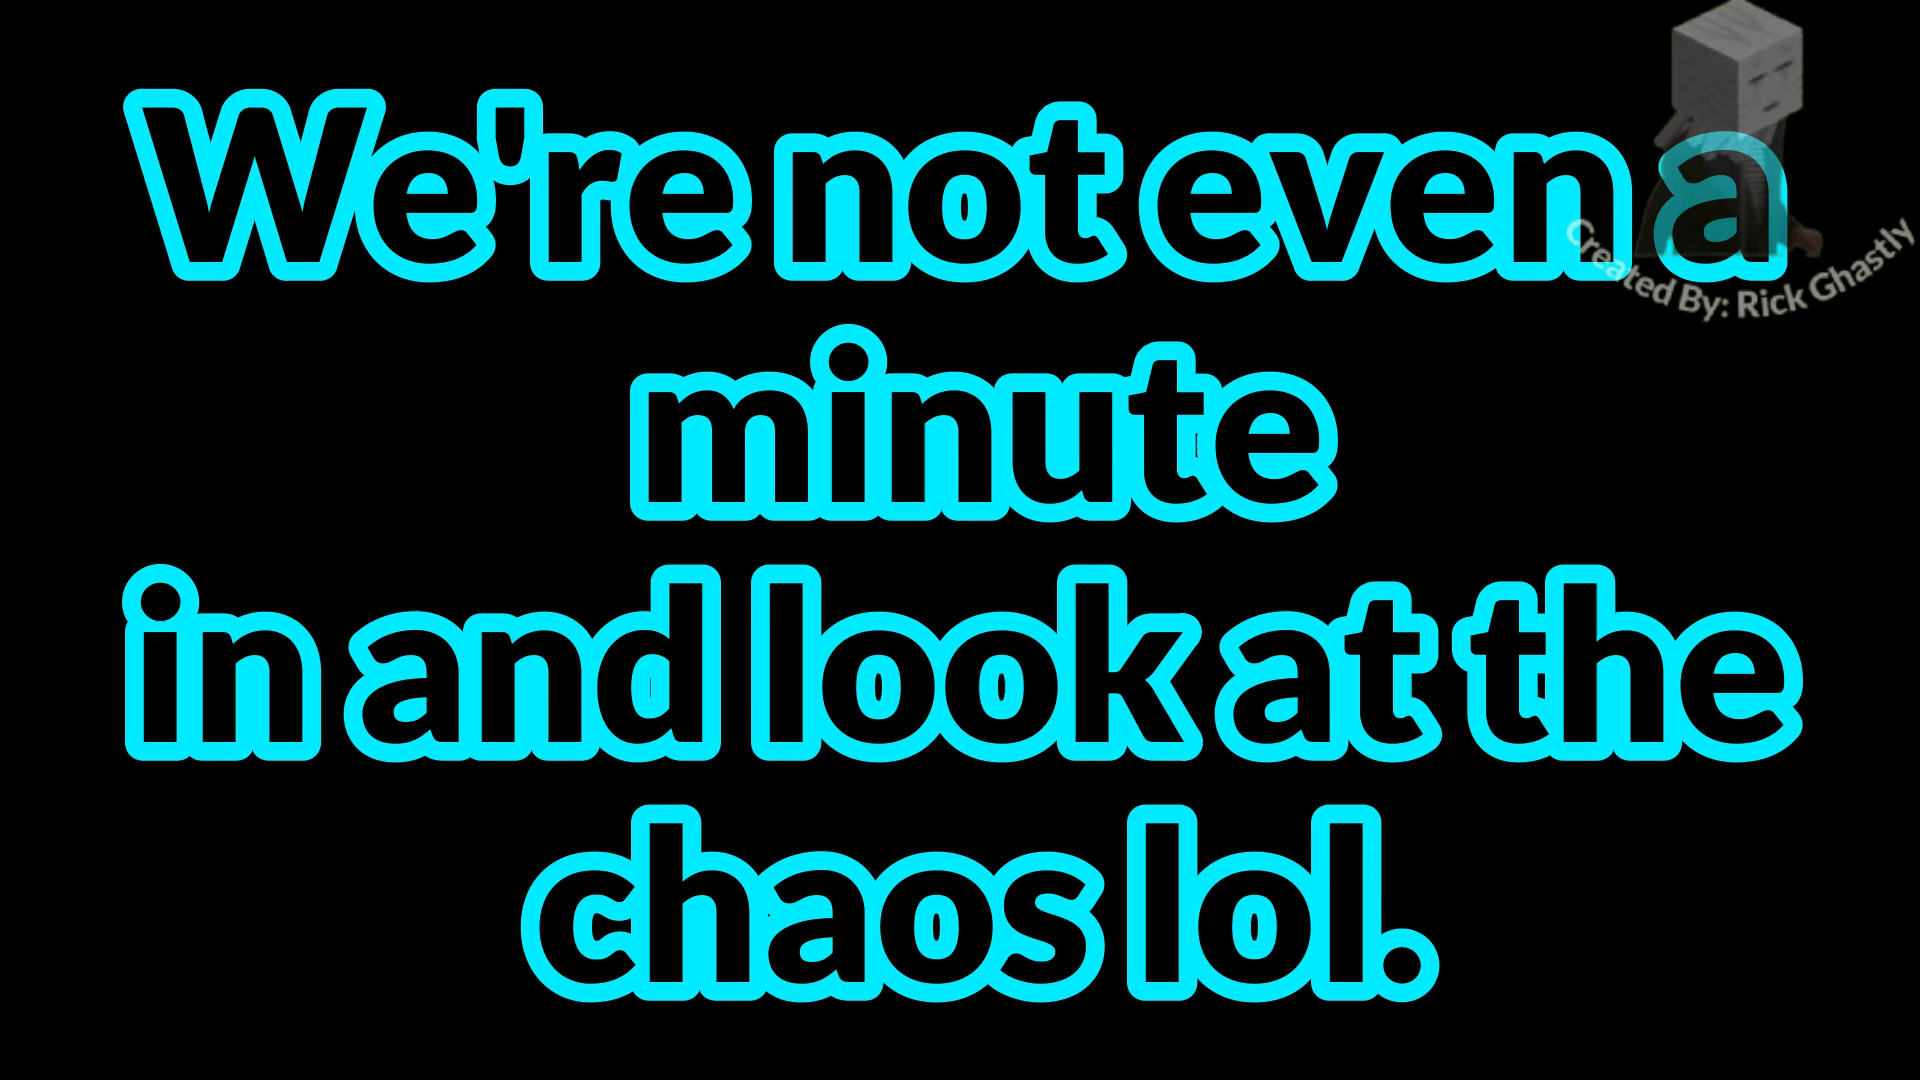 We're not even a
minute
in and look at the
chaos lol.
Created By: Rick Ghastly